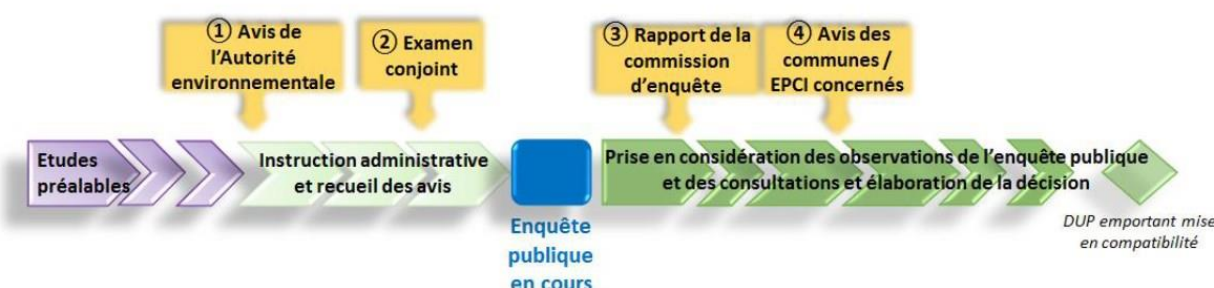 ① Avis de
l'Autorité
environnementale
② Examen
conjoint
③ Rapport de la
commission
d'enquête
④ Avis des
communes /
EPCI concernés
Etudes
préalables
Instruction administrative
et recueil des avis
Enquête
publique
en cours
Prise en considération des observations de l'enquête publique
et des consultations et élaboration de la décision
DUP emportant mise
en compatibilité